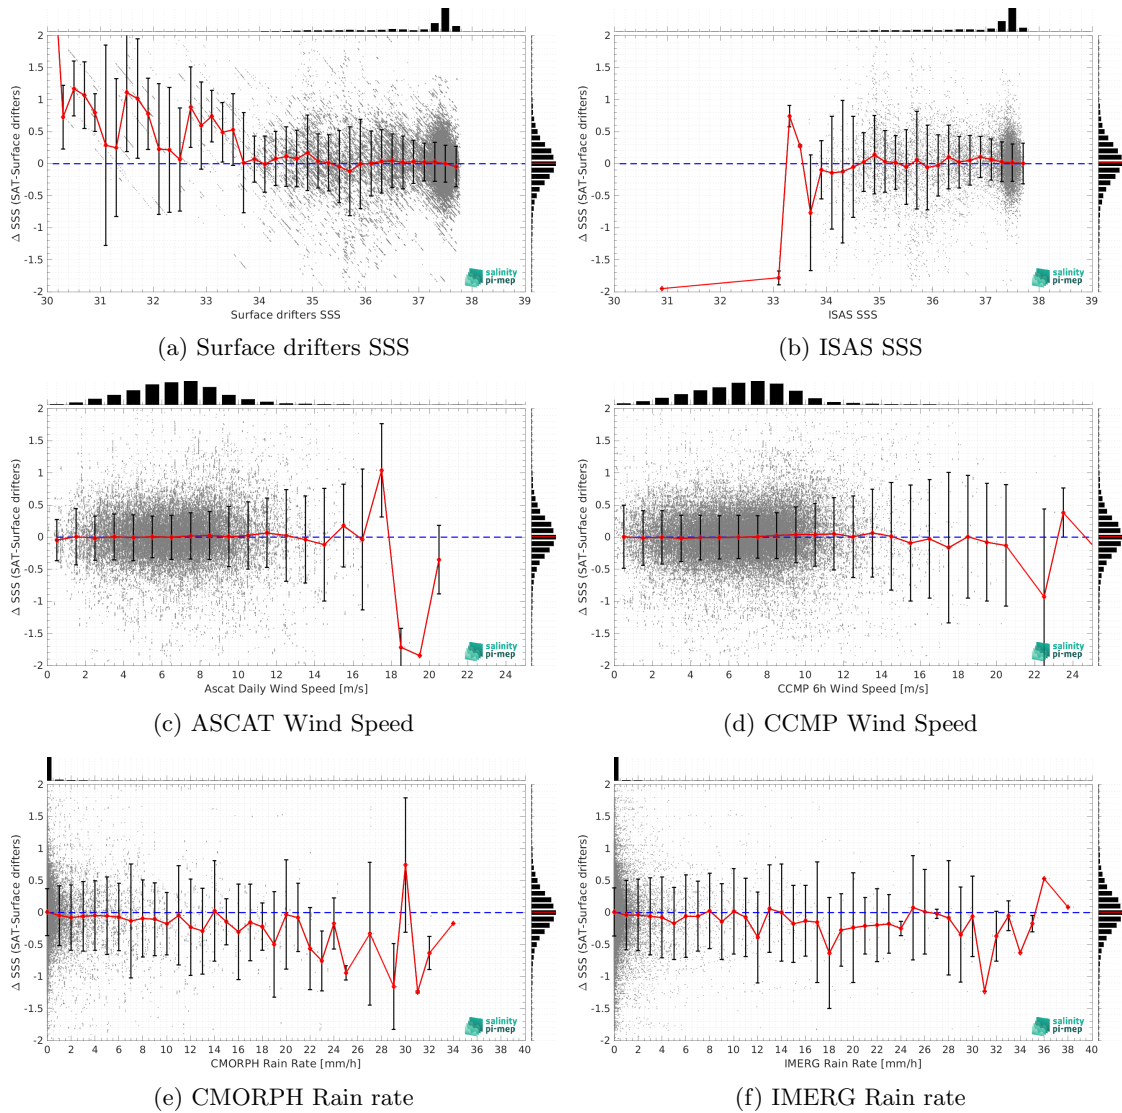 2
1.5
1
0.5
0
-0.5
-1
-1.5
-2
Δ SSS (SAT-Surface drifters)
30 31 32 33 34 35 36 37 38 39
Surface drifters SSS
salinity
pi-mep
(a) Surface drifters SSS
2
1.5
1
0.5
0
-0.5
-1
-1.5
-2
Δ SSS (SAT-Surface drifters)
30 31 32 33 34 35 36 37 38 39
ISAS SSS
salinity
pi-mep
(b) ISAS SSS
2
1.5
1
0.5
0
-0.5
-1
-1.5
-2
Δ SSS (SAT-Surface drifters)
0 2 4 6 8 10 12 14 16 18 20 22 24
Ascat Daily Wind Speed [m/s]
salinity
pi-mep
(c) ASCAT Wind Speed
2
1.5
1
0.5
0
-0.5
-1
-1.5
-2
Δ SSS (SAT-Surface drifters)
0 2 4 6 8 10 12 14 16 18 20 22 24
CCMP 6h Wind Speed [m/s]
salinity
pi-mep
(d) CCMP Wind Speed
2
1.5
1
0.5
0
-0.5
-1
-1.5
-2
Δ SSS (SAT-Surface drifters)
0 2 4 6 8 10 12 14 16 18 20 22 24 26 28 30 32 34 36 38 40
CMORPH Rain Rate [mm/h]
salinity
pi-mep
(e) CMORPH Rain rate
2
1.5
1
0.5
0
-0.5
-1
-1.5
-2
Δ SSS (SAT-Surface drifters)
0 2 4 6 8 10 12 14 16 18 20 22 24 26 28 30 32 34 36 38 40
IMERG Rain Rate [mm/h]
salinity
pi-mep
(f) IMERG Rain rate